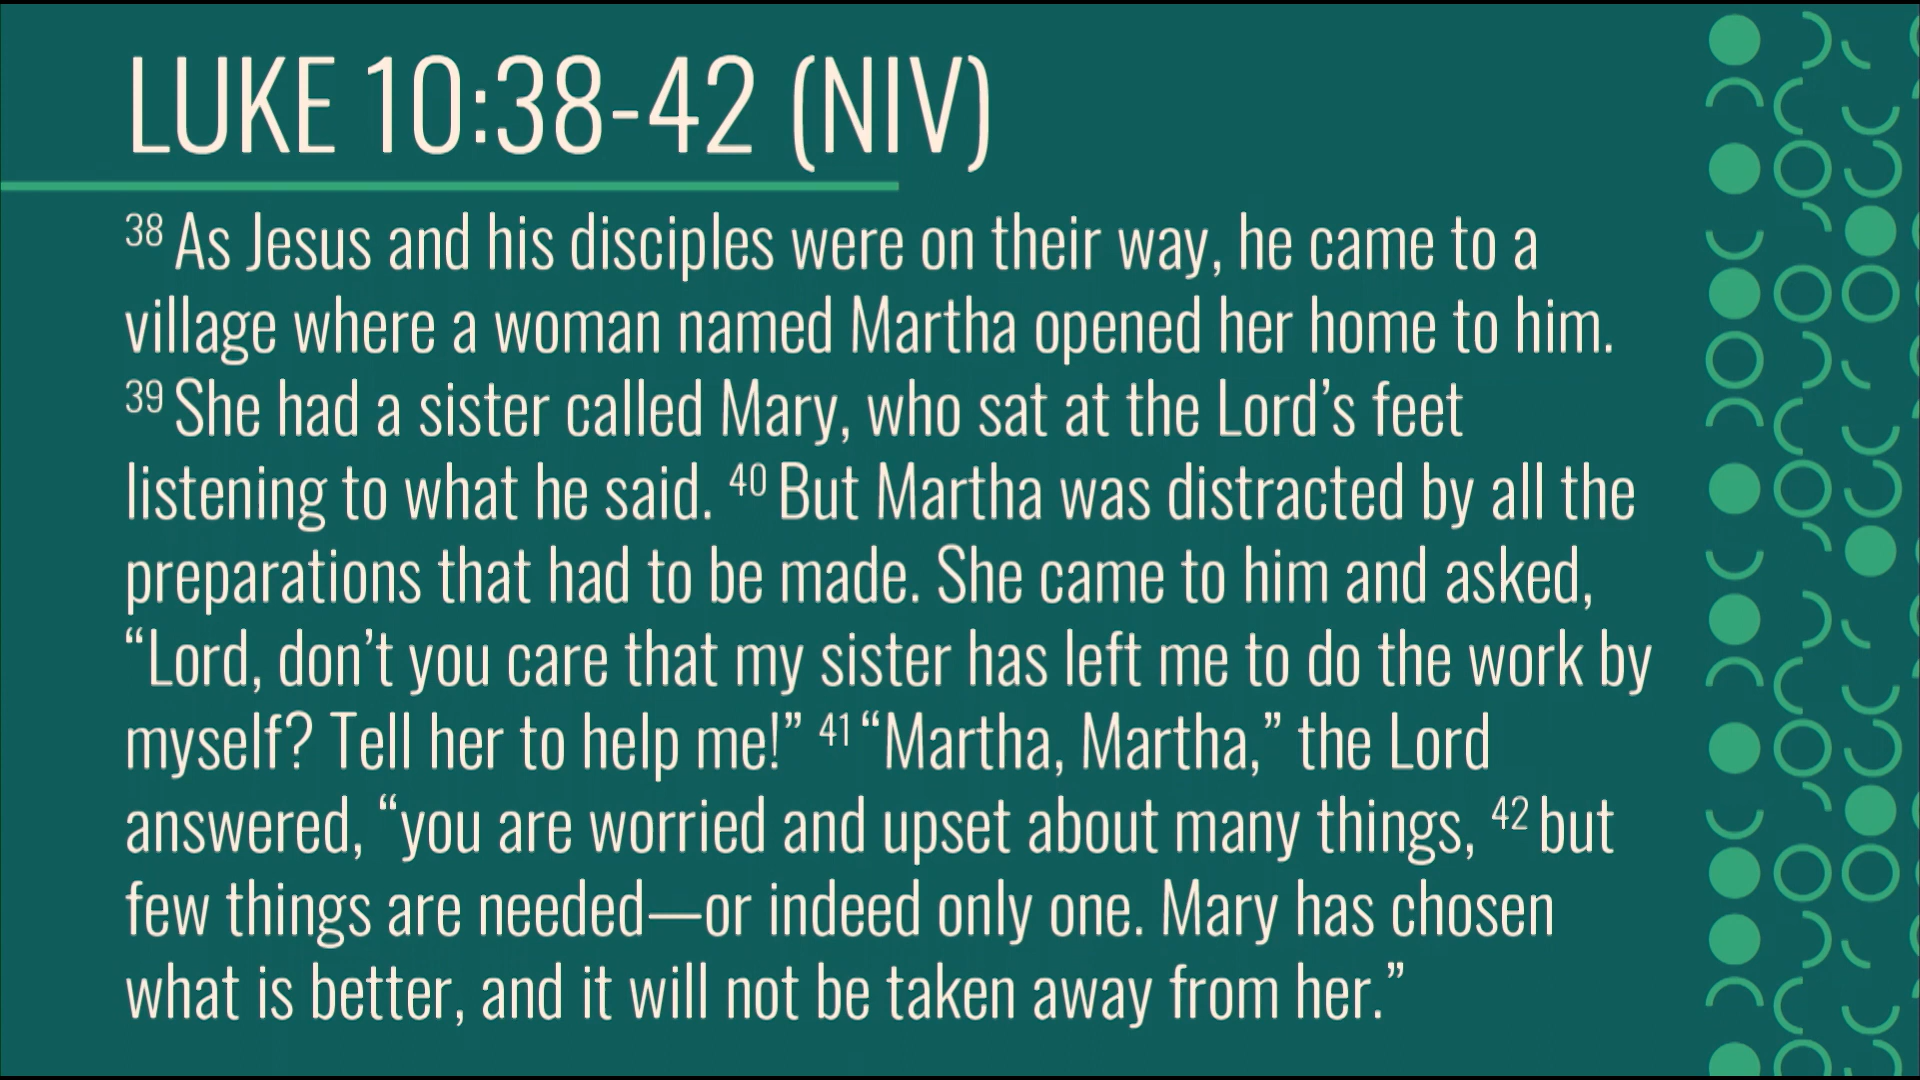 LUKE 10:38-42 (NIV)
38 As Jesus and his disciples were on their way, he came to a
village where a woman named Martha opened her home to him.
39 She had a sister called Mary, who sat at the Lord’s feet
listening to what he said. 40 But Martha was distracted by all the
preparations that had to be made. She came to him and asked,
“Lord, don’t you care that my sister has left me to do the work by
myself? Tell her to help me!” 41 “Martha, Martha,” the Lord
answered, “you are worried and upset about many things, 42 but
few things are needed—or indeed only one. Mary has chosen
what is better, and it will not be taken away from her.”